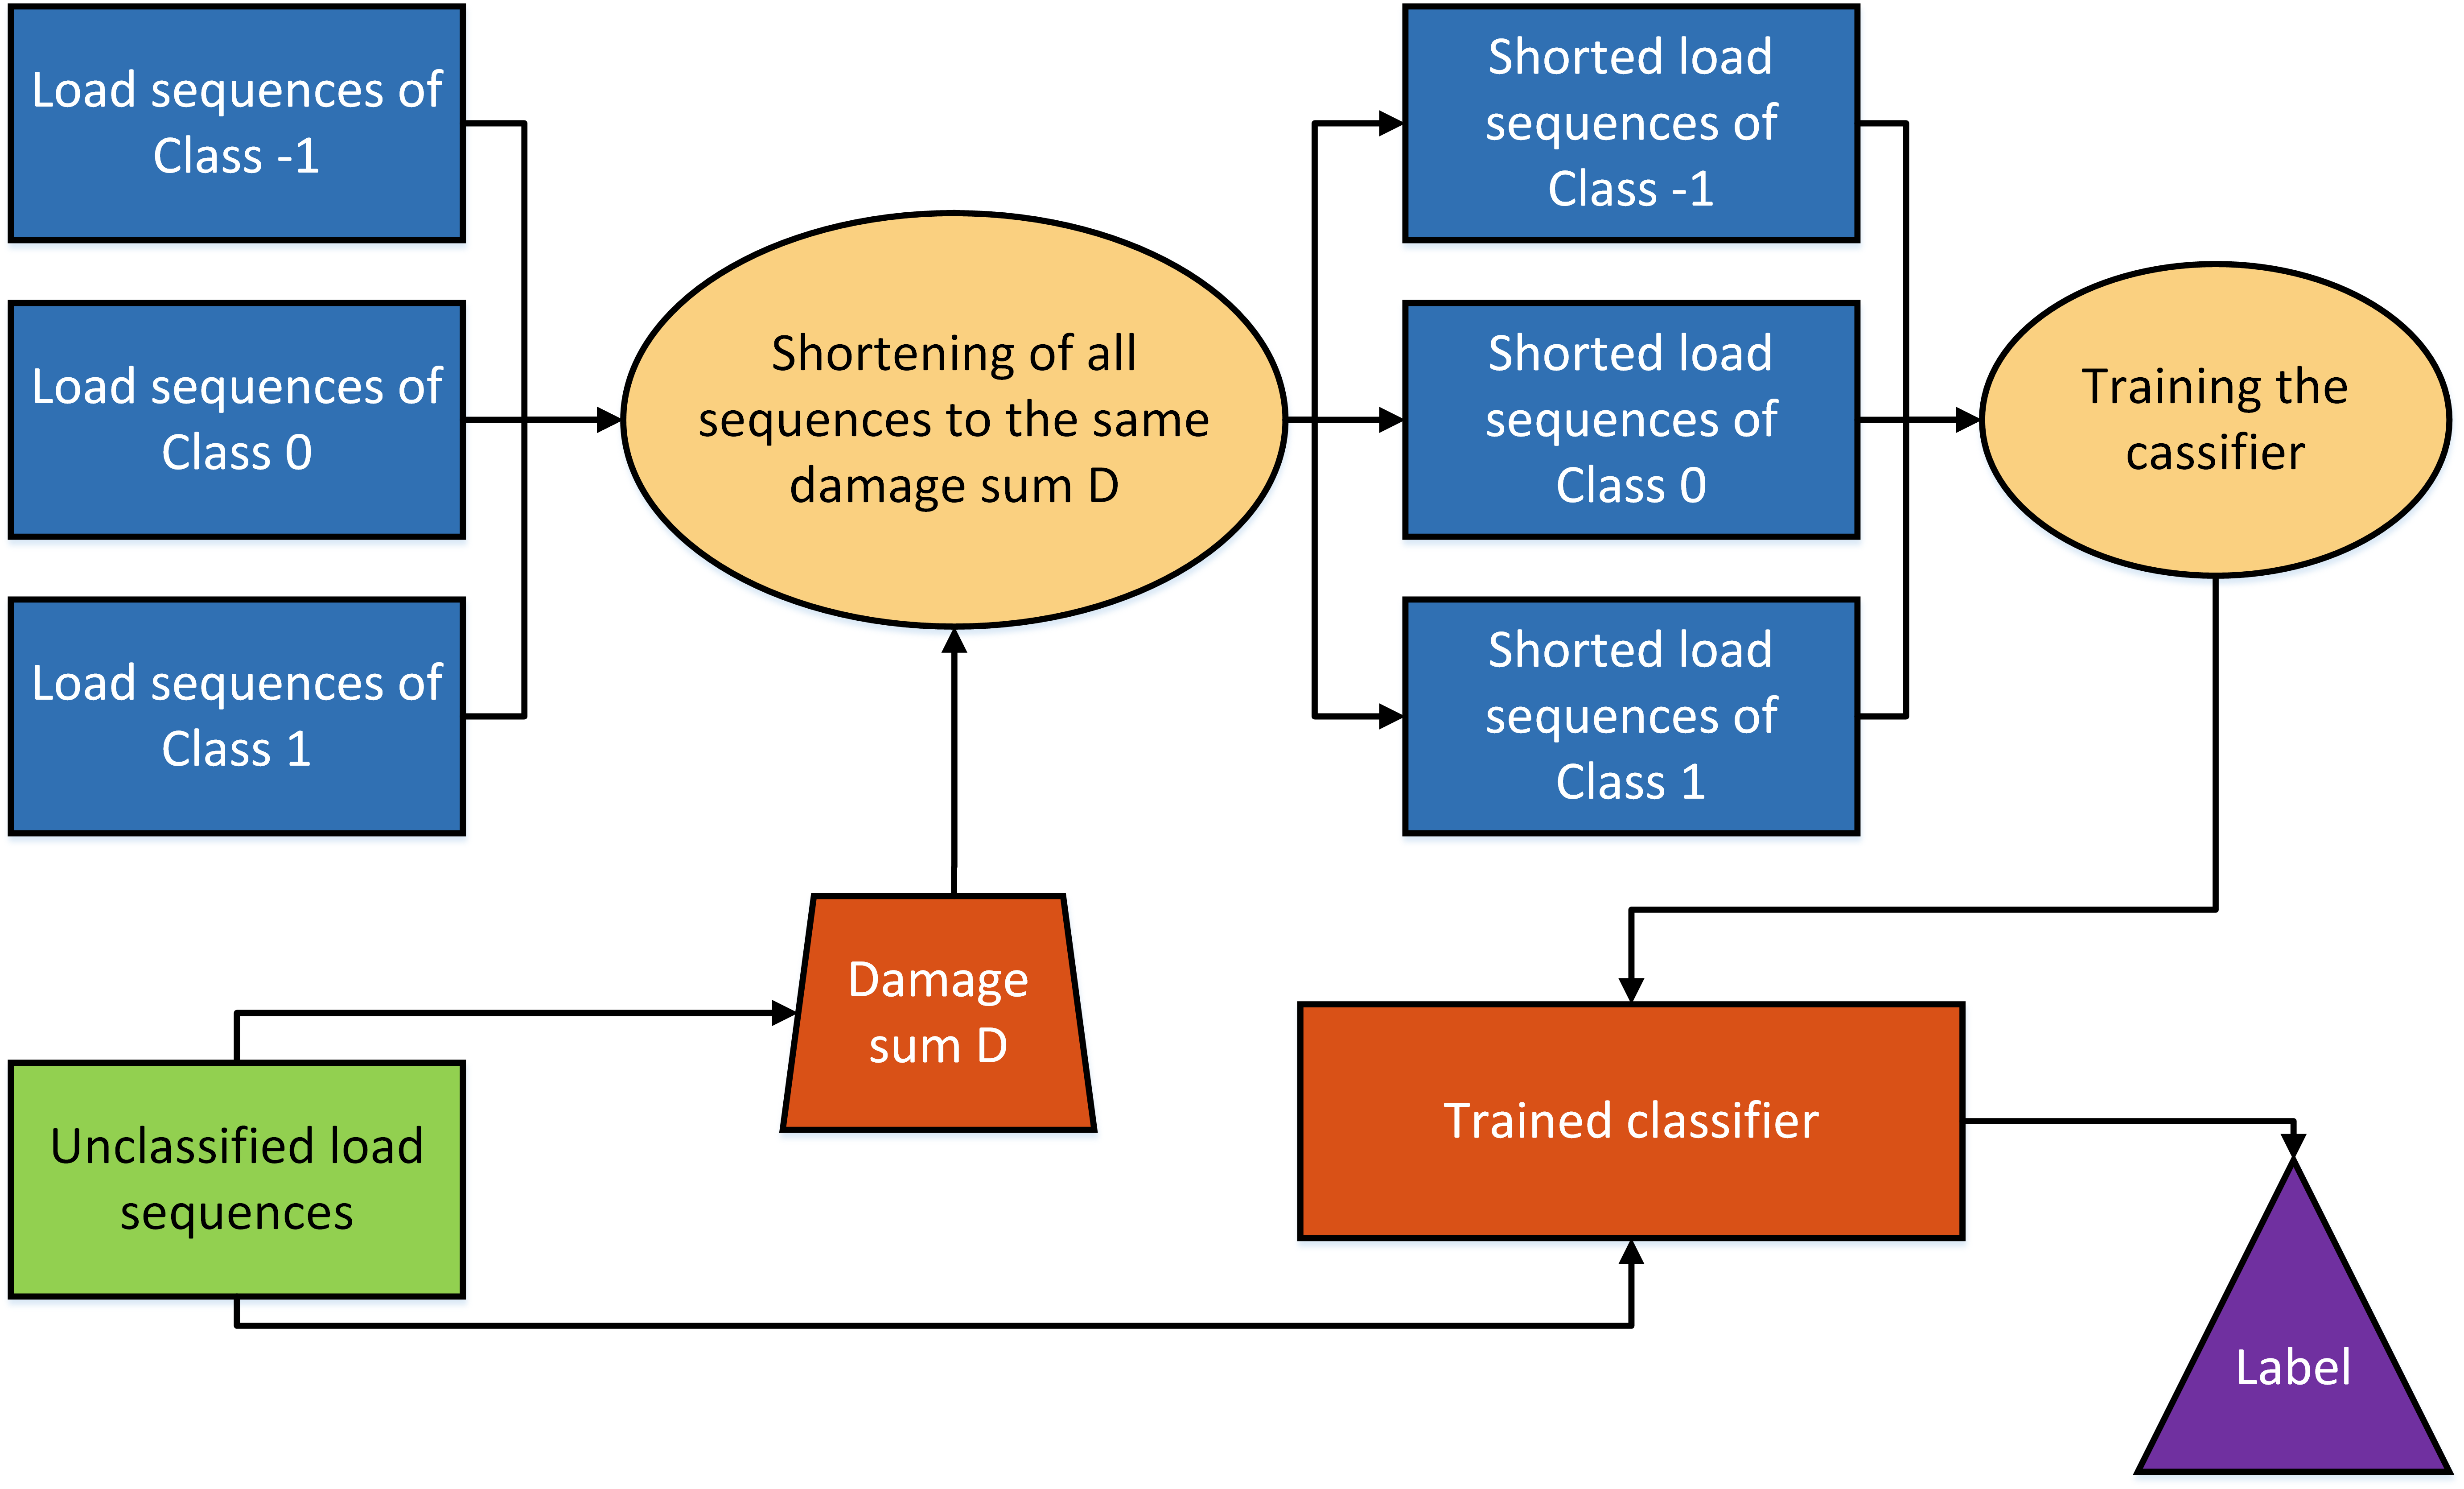 Load sequences of
Class -1
Load sequences of
Class 0
Load sequences of
Class 1
Shortening of all
sequences to the same
damage sum D
Shorted load
sequences of
Class -1
Shorted load
sequences of
Class 0
Shorted load
sequences of
Class 1
Training the
cassifier
Damage
sum D
Unclassified load
sequences
Trained classifier
Label